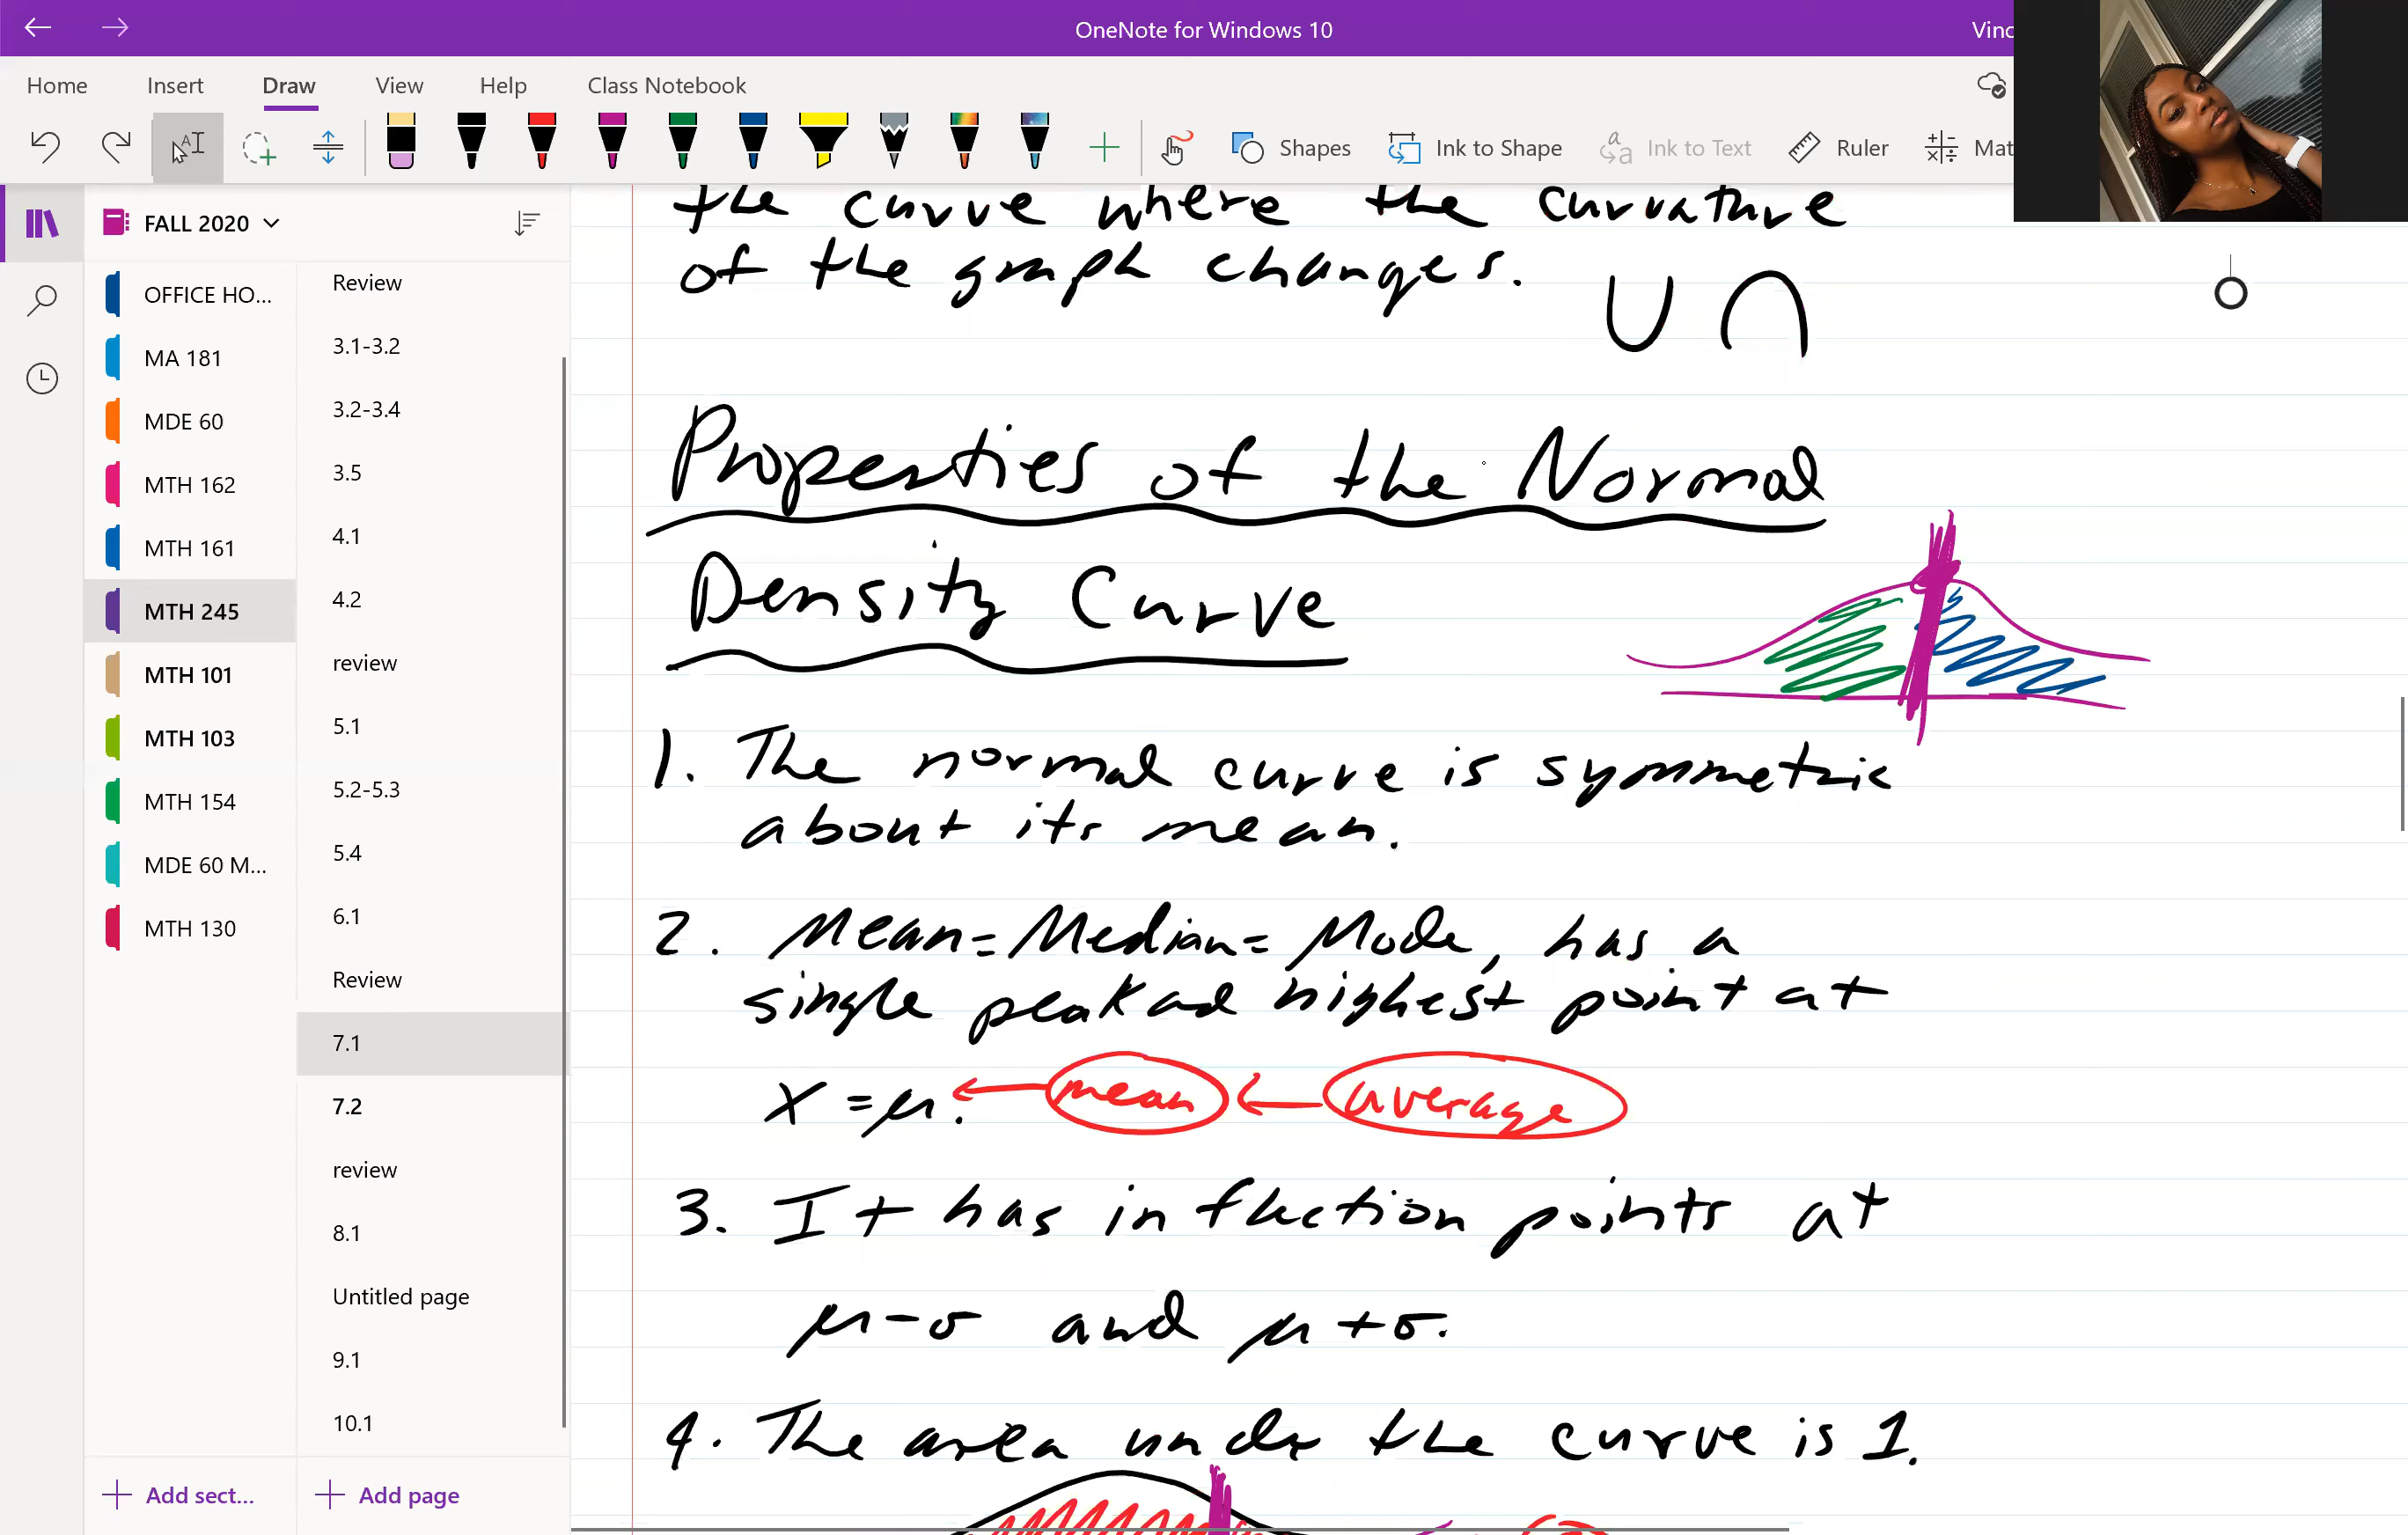 OneNote for Windows 10
Vinc
Home Insert Draw View Help Class Notebook
Shapes Ink to Shape Ink to Text Ruler Mat
FALL 2020
OFFICE HO...
MA 181
MDE 60
MTH 162
MTH 161
MTH 245
MTH 101
MTH 103
MTH 154
MDE 60 M...
MTH 130
Add sect...
Review
3.1-3.2
3.2-3.4
3.5
4.1
4.2
review
5.1
5.2-5.3
5.4
6.1
Review
7.1
7.2
review
8.1
Untitled page
9.1
10.1
Add page
the curve where the curvature
of the graph changes. U ∩
Properties of the Normal
Density Curve
1. The normal curve is symmetric
about its mean.
2. Mean = Median = Mode, has a
single peak ad highest point at
x = μ. ← mean ← average
3. It has inflection points at
μ-σ and μ+σ.
4. The area under the curve is 1.